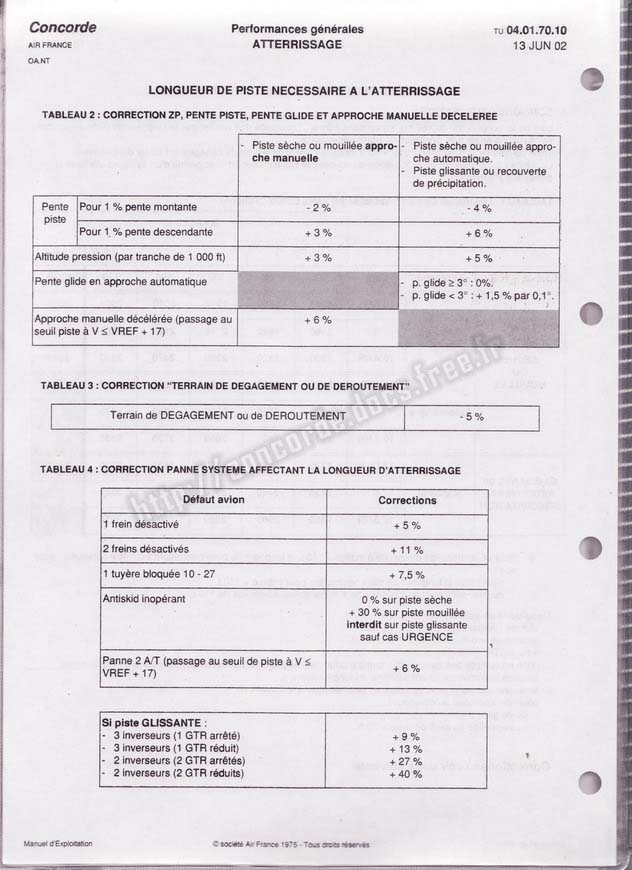 Concorde
AIR FRANCE
OA.NT
Performances générales
ATTERRISSAGE
TU 04.01.70.10
13 JUN 02
LONGUEUR DE PISTE NECESSAIRE A L'ATTERRISSAGE
TABLEAU 2 : CORRECTION ZP, PENTE PISTE, PENTE GLIDE ET APPROCHE MANUELLE DECELEREE
- Piste sèche ou mouillée appro-
che manuelle
- Piste sèche ou mouillée appro-
che automatique.
- Piste glissante ou recouverte
de précipitation.
Pente
piste
Pour 1 % pente montante
- 2 %
- 4 %
Pour 1 % pente descendante
+ 3 %
+ 6 %
Altitude pression (par tranche de 1 000 ft)
+ 3 %
+ 5 %
Pente glide en approche automatique
- p. glide ≥ 3° : 0%.
- p. glide < 3° : + 1,5 % par 0,1°.
Approche manuelle décélérée (passage au
seuil piste à V ≤ VREF + 17)
+ 6 %
TABLEAU 3 : CORRECTION "TERRAIN DE DEGAGEMENT OU DE DEROUTEMENT"
Terrain de DEGAGEMENT ou de DEROUTEMENT
- 5 %
TABLEAU 4 : CORRECTION PANNE SYSTEME AFFECTANT LA LONGUEUR D'ATTERRISSAGE
Défaut avion
Corrections
1 frein désactivé
+ 5 %
2 freins désactivés
+ 11 %
1 tuyère bloquée 10 - 27
+ 7,5 %
Antiskid inopérant
0 % sur piste sèche
+ 30 % sur piste mouillée
interdit sur piste glissante
sauf cas URGENCE
Panne 2 A/T (passage au seuil de piste à V ≤
VREF + 17)
+ 6 %
Si piste GLISSANTE :
- 3 inverseurs (1 GTR arrêté)
+ 9 %
- 3 inverseurs (1 GTR réduit)
+ 13 %
- 2 inverseurs (2 GTR arrêtés)
+ 27 %
- 2 inverseurs (2 GTR réduits)
+ 40 %
http://concorde.docs.free.fr
Manuel d'Exploitation
© société Air France 1975 - Tous droits réservés